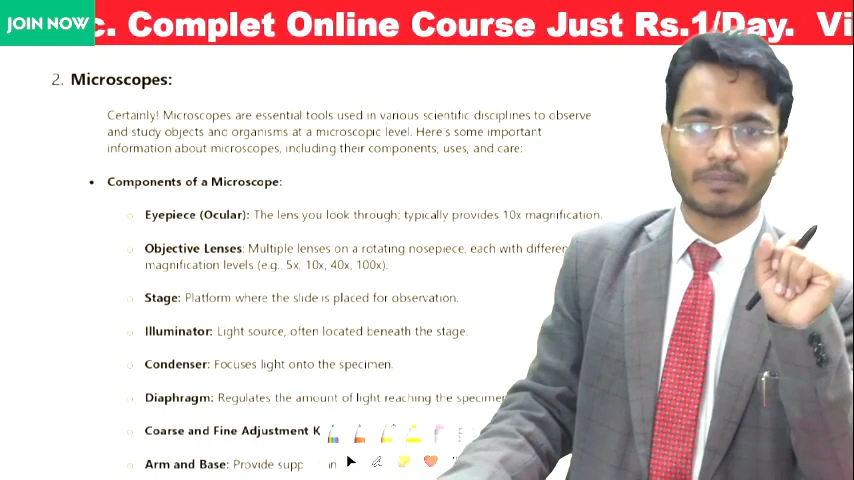 JOIN NOW
c. Complet Online Course Just Rs.1/Day. Vi
2. Microscopes:
Certainly! Microscopes are essential tools used in various scientific disciplines to observe
and study objects and organisms at a microscopic level. Here's some important
information about microscopes, including their components, uses, and care:
• Components of a Microscope:
○ Eyepiece (Ocular): The lens you look through; typically provides 10x magnification.
○ Objective Lenses: Multiple lenses on a rotating nosepiece, each with differen
magnification levels (e.g., 5x, 10x, 40x, 100x).
○ Stage: Platform where the slide is placed for observation.
○ Illuminator: Light source, often located beneath the stage.
○ Condenser: Focuses light onto the specimen.
○ Diaphragm: Regulates the amount of light reaching the specimen
○ Coarse and Fine Adjustment K
○ Arm and Base: Provide supp